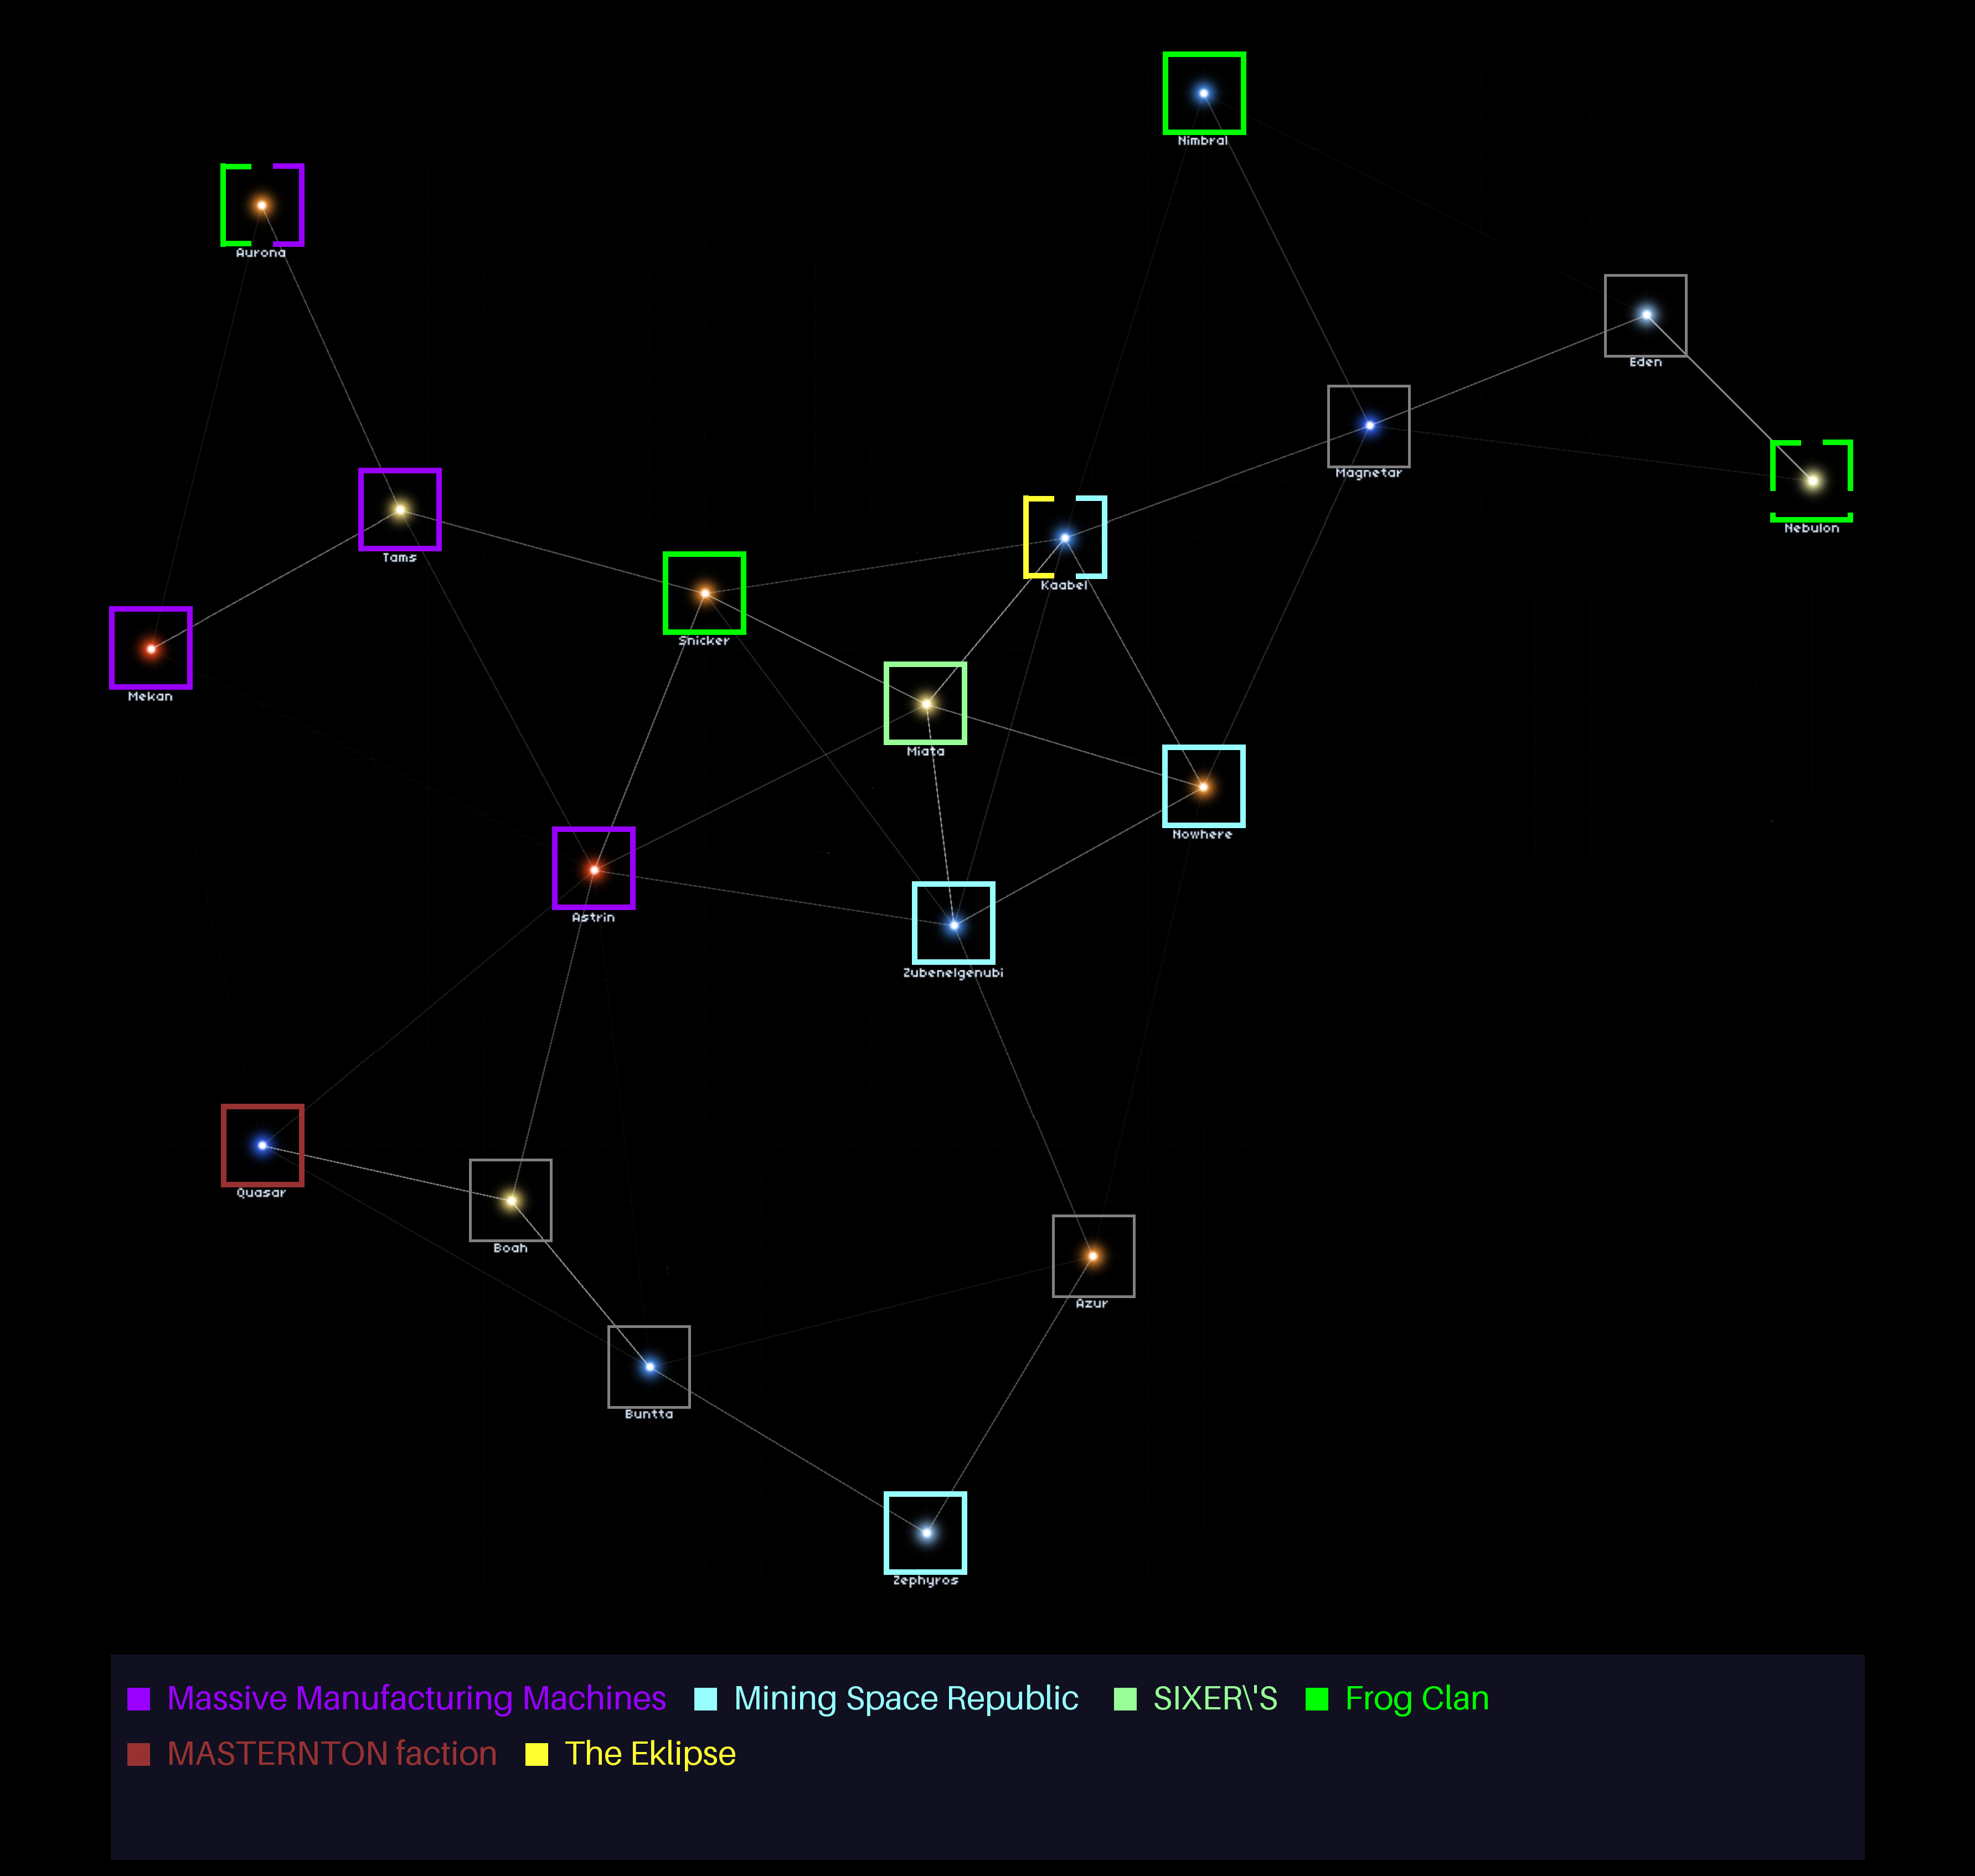 Nimbral
Aurona
Eden
Magnetar
Nebulon
Tams
Kaabel
Snicker
Mekan
Miata
Nowhere
Astrin
Zubenelgenubi
Quasar
Boah
Azur
Buntta
Zephyros
Massive Manufacturing Machines Mining Space Republic SIXER\'S Frog Clan
MASTERNTON faction The Eklipse